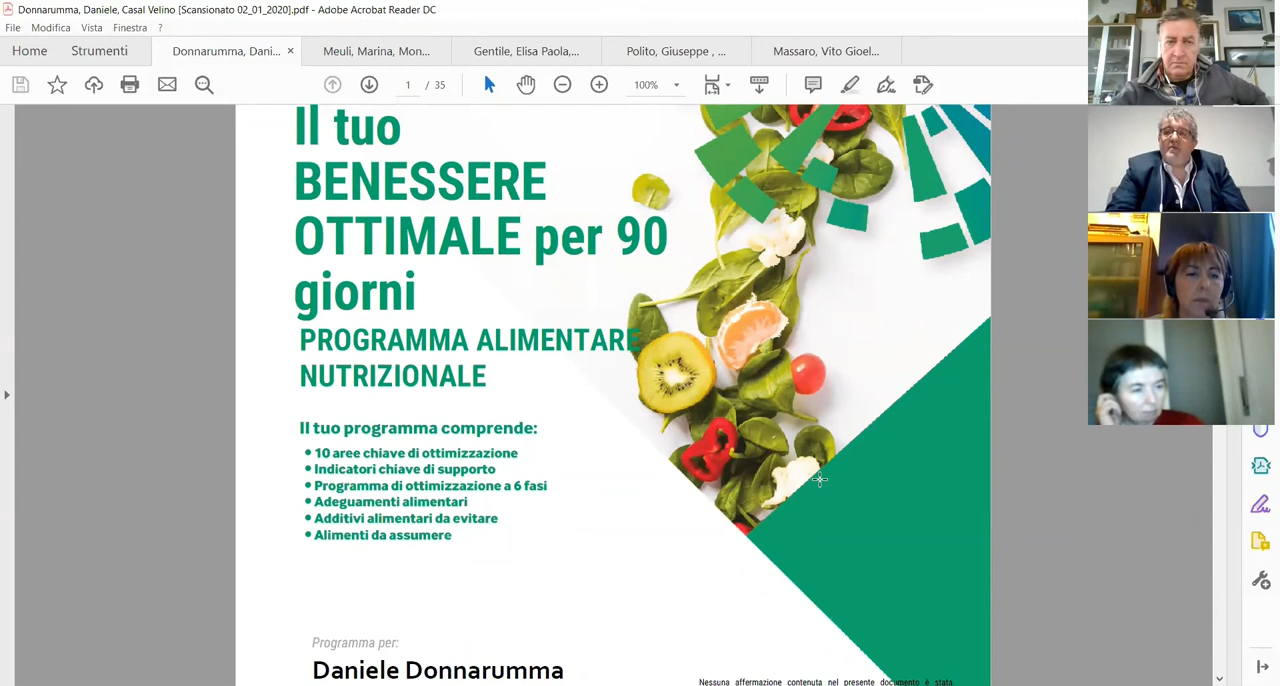 Donnarumma, Daniele, Casal Velino [Scansionato 02_01_2020].pdf - Adobe Acrobat Reader DC
File Modifica Vista Finestra ?
Home Strumenti Donnarumma, Dani... × Meuli, Marina, Mon... Gentile, Elisa Paola,... Polito, Giuseppe , ... Massaro, Vito Gioel...
1 / 35 100%
Il tuo
BENESSERE
OTTIMALE per 90
giorni
PROGRAMMA ALIMENTARE
NUTRIZIONALE
Il tuo programma comprende:
• 10 aree chiave di ottimizzazione
• Indicatori chiave di supporto
• Programma di ottimizzazione a 6 fasi
• Adeguamenti alimentari
• Additivi alimentari da evitare
• Alimenti da assumere
Programma per:
Daniele Donnarumma
Nessuna affermazione contenuta nel presente documento è stata